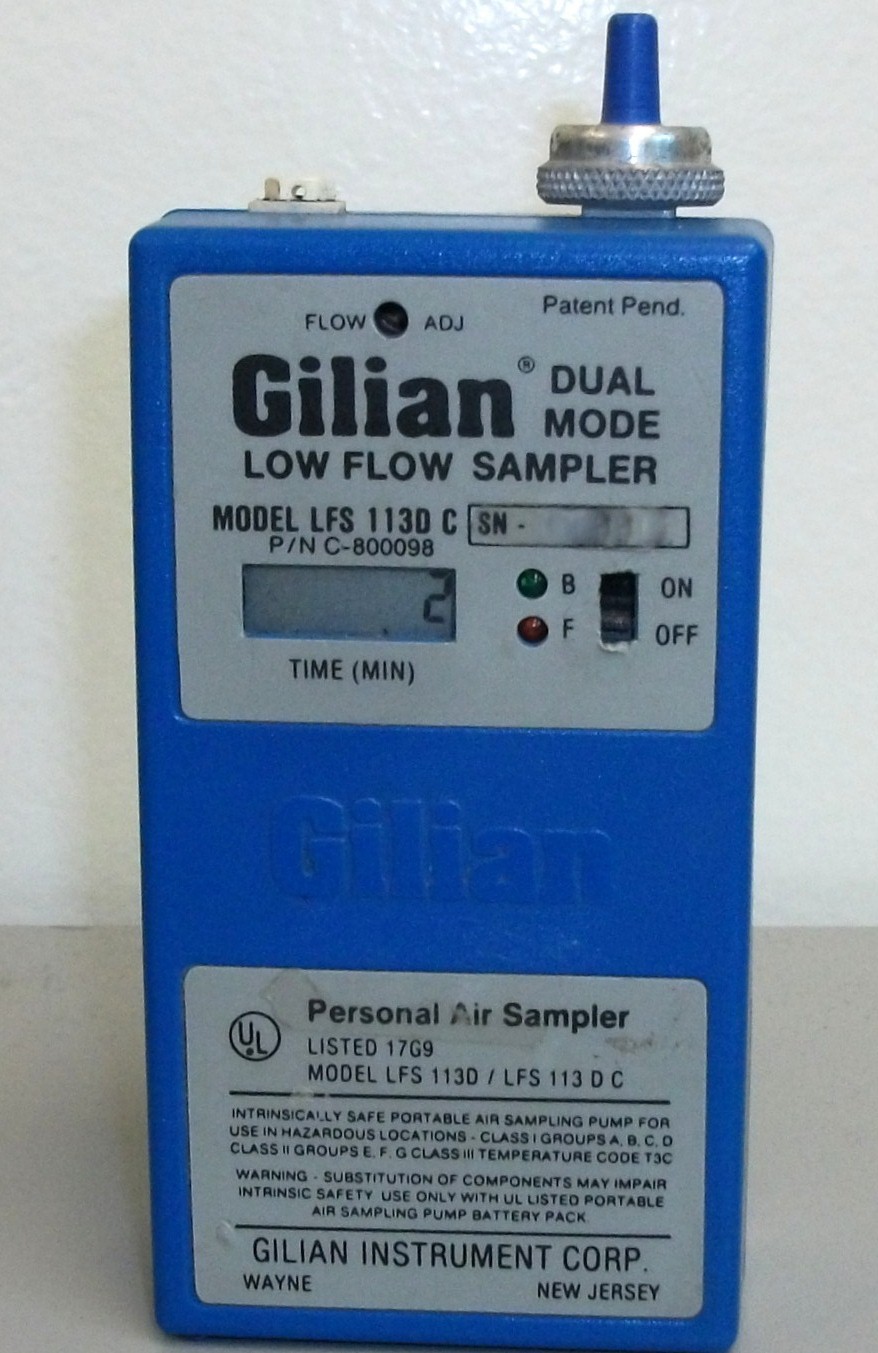 Patent Pend.
FLOW ADJ
Gilian® DUAL
MODE
LOW FLOW SAMPLER
MODEL LFS 113D C SN -
P/N C-800098
2
B ON
F OFF
TIME (MIN)
Gilian
UL
Personal Air Sampler
LISTED 17G9
MODEL LFS 113D / LFS 113 D C
INTRINSICALLY SAFE PORTABLE AIR SAMPLING PUMP FOR
USE IN HAZARDOUS LOCATIONS - CLASS I GROUPS A, B, C, D
CLASS II GROUPS E, F, G CLASS III TEMPERATURE CODE T3C
WARNING - SUBSTITUTION OF COMPONENTS MAY IMPAIR
INTRINSIC SAFETY USE ONLY WITH UL LISTED PORTABLE
AIR SAMPLING PUMP BATTERY PACK.
GILIAN INSTRUMENT CORP.
WAYNE NEW JERSEY